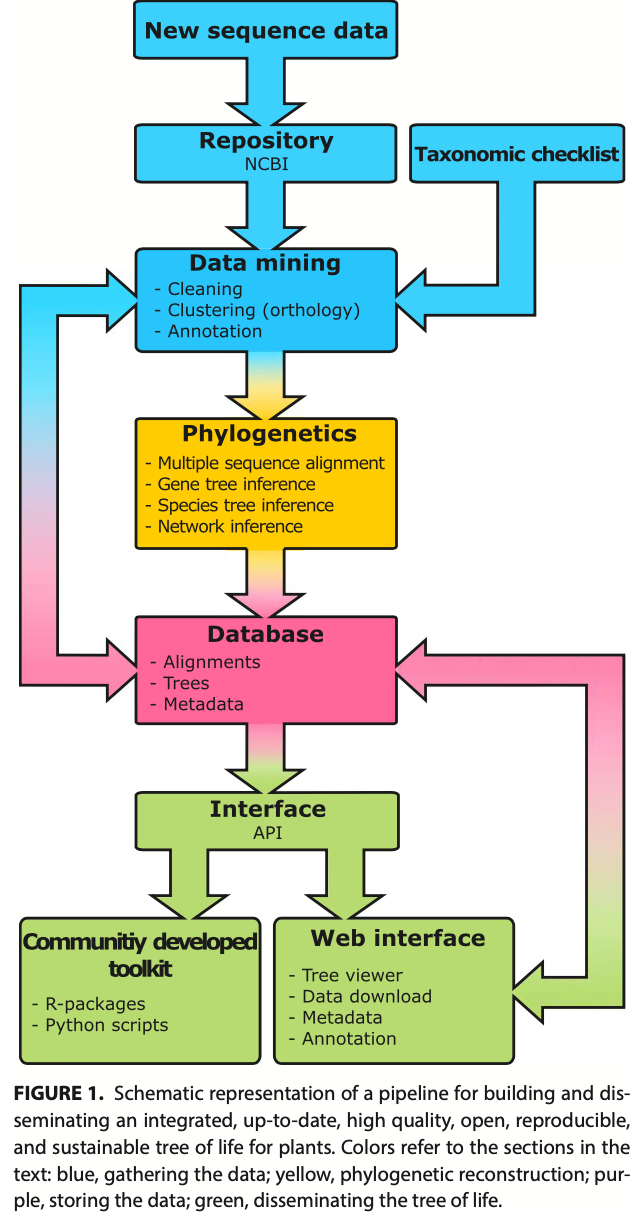 New sequence data
Repository
NCBI
Taxonomic checklist
Data mining
- Cleaning
- Clustering (orthology)
- Annotation
Phylogenetics
- Multiple sequence alignment
- Gene tree inference
- Species tree inference
- Network inference
Database
- Alignments
- Trees
- Metadata
Interface
API
Communitiy developed
toolkit
- R-packages
- Python scripts
Web interface
- Tree viewer
- Data download
- Metadata
- Annotation
FIGURE 1. Schematic representation of a pipeline for building and dis-
seminating an integrated, up-to-date, high quality, open, reproducible,
and sustainable tree of life for plants. Colors refer to the sections in the
text: blue, gathering the data; yellow, phylogenetic reconstruction; pur-
ple, storing the data; green, disseminating the tree of life.